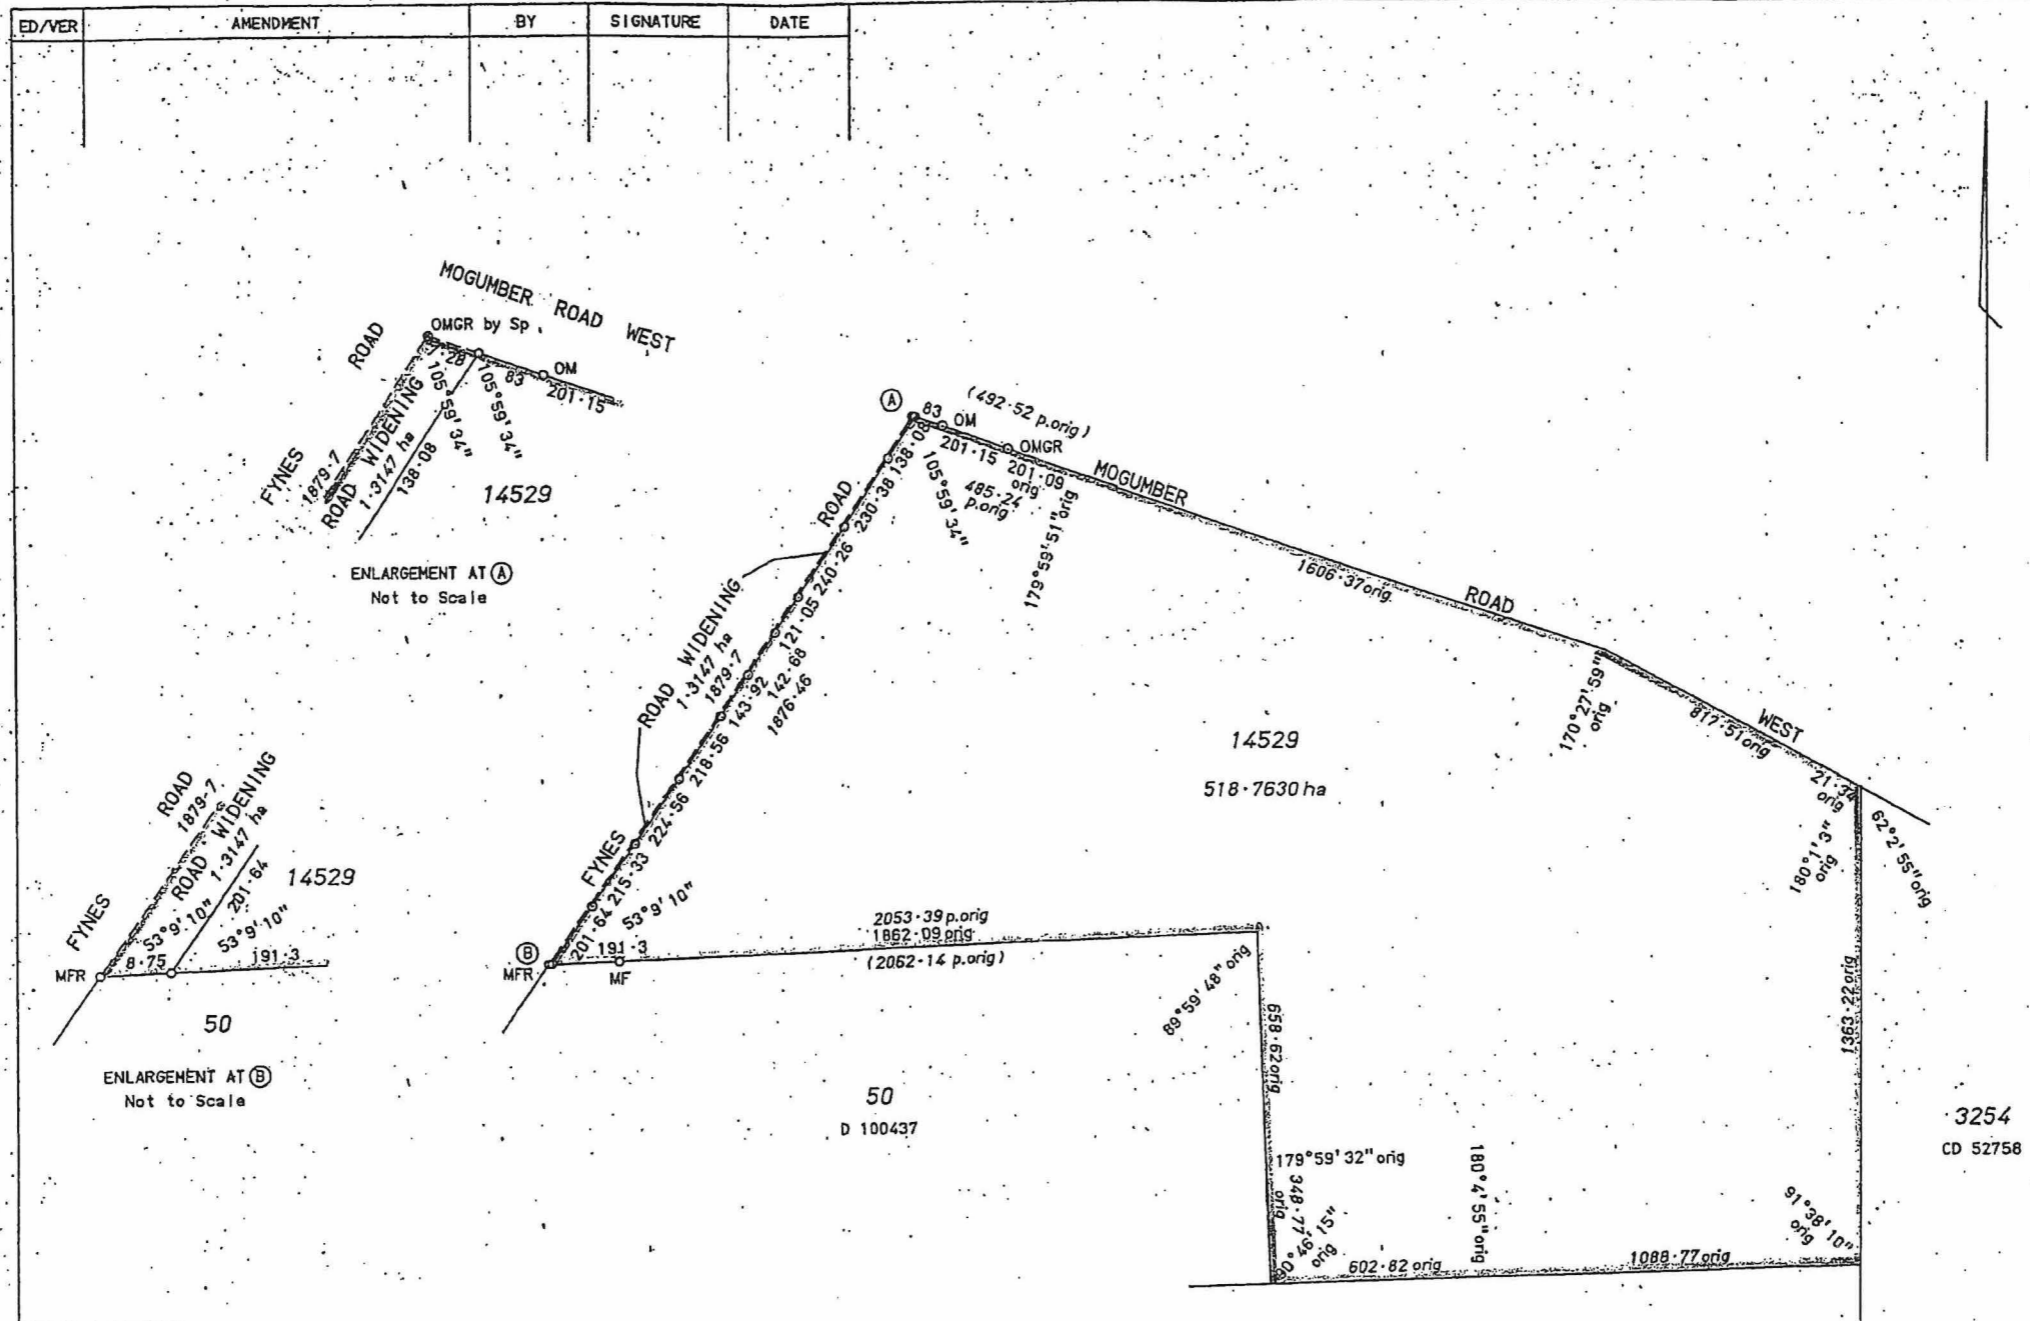 ED/VER AMENDMENT BY SIGNATURE DATE
MOGUMBER ROAD WEST
OMGR by Sp.
ROAD
7·28
83
OM
201·15
105°59'34"
105°59'34"
FYNES
1879·7
ROAD WIDENING
1·3147 ha
138·08
14529
ENLARGEMENT AT A
Not to Scale
A
83
OM
(492·52 p.orig)
OMGR
201·15
201·09
orig
485·24
p.orig
MOGUMBER
105°59'34"
179°59'51" orig
1606·37 orig
ROAD
170°27'59"
orig
817·51 orig
WEST
21·34
orig
62°2'55" orig
180°1'3"
orig
138·08
230·38
ROAD
240·26
121·05
142·68
1876·46
143·92
218·56
224·56
215·33
201·64
ROAD WIDENING
1·3147 ha
1879·7
FYNES
53°9'10"
14529
518·7630 ha
B
MFR
191·3
MF
2053·39 p.orig
1862·09 orig
(2062·14 p.orig)
89°59'48" orig
658·62 orig
1363·22 orig
ROAD
1879·7
ROAD WIDENING
1·3147 ha
201·64
14529
FYNES
53°9'10"
53°9'10"
MFR
8·75
191·3
50
ENLARGEMENT AT B
Not to Scale
50
D 100437
3254
CD 52758
179°59'32" orig
348·77
orig
90°46'15"
orig
180°4'55" orig
91°38'10"
orig
602·82 orig
1088·77 orig